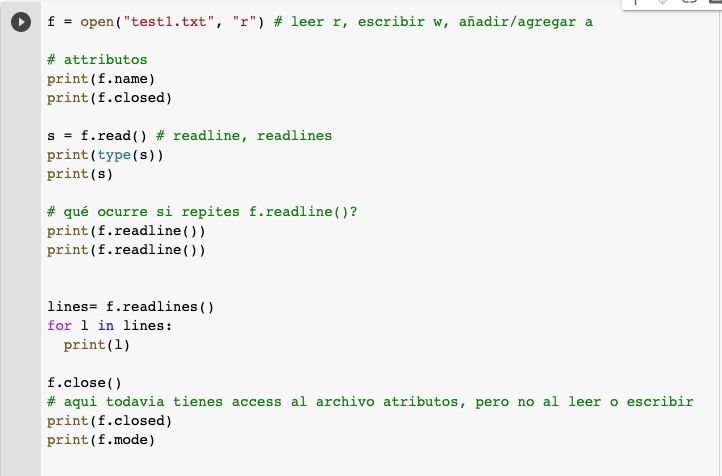 f = open("test1.txt", "r") # leer r, escribir w, añadir/agregar a
# attributos
print(f.name)
print(f.closed)
s = f.read() # readline, readlines
print(type(s))
print(s)
# qué ocurre si repites f.readline()?
print(f.readline())
print(f.readline())
lines= f.readlines()
for l in lines:
  print(l)
f.close()
# aqui todavia tienes access al archivo atributos, pero no al leer o escribir
print(f.closed)
print(f.mode)